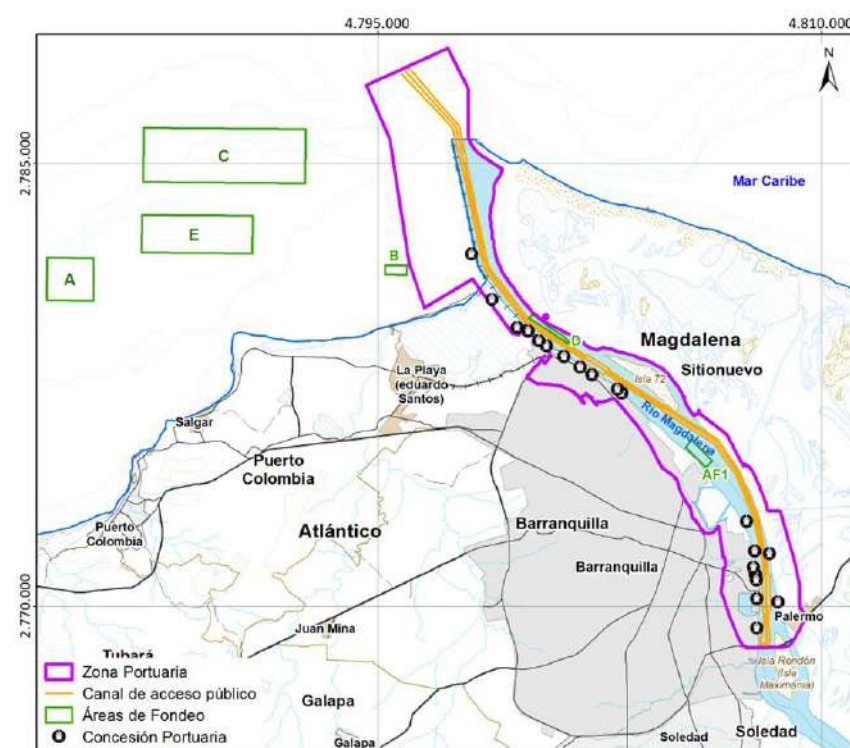 4.795.000
4.810.000
N
2.785.000
C
Mar Caribe
E
B
A
Magdalena
D
Sitionuevo
La Playa
(eduardo
Santos)
Isla 72
Salgar
Río Magdalena
Puerto
Colombia
AF1
Puerto
Colombia
Atlántico
Barranquilla
Barranquilla
2.770.000
Palermo
Juan Mina
Tubará
Isla Rondón
(Isla
Maximania)
Zona Portuaria
Canal de acceso público
Galapa
Áreas de Fondeo
Concesión Portuaria
Galapa
Soledad
Soledad